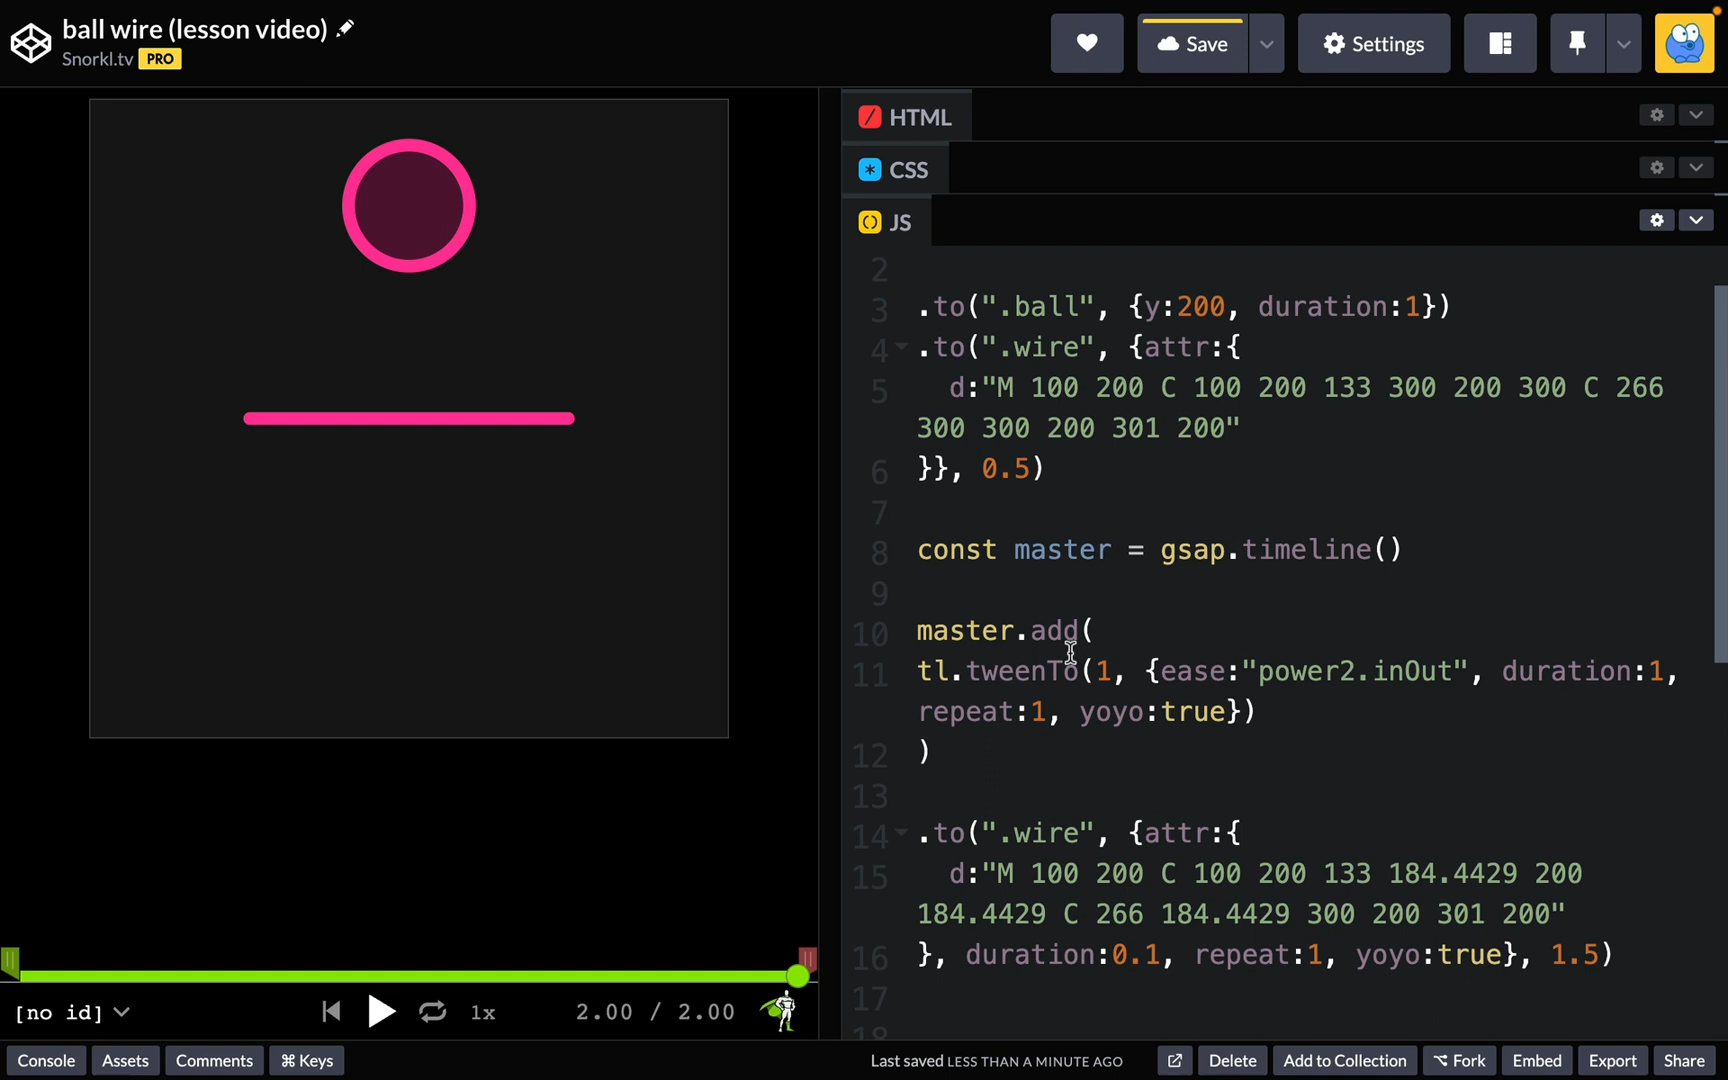 ball wire (lesson video)
Snorkl.tv PRO
Save
Settings
HTML
CSS
JS
2
3 .to(".ball", {y:200, duration:1})
4 .to(".wire", {attr:{
5 d:"M 100 200 C 100 200 133 300 200 300 C 266
300 300 200 301 200"
6 }}, 0.5)
7
8 const master = gsap.timeline()
9
10 master.add(
11 tl.tweenTo(1, {ease:"power2.inOut", duration:1,
repeat:1, yoyo:true})
12 )
13
14 .to(".wire", {attr:{
15 d:"M 100 200 C 100 200 133 184.4429 200
184.4429 C 266 184.4429 300 200 301 200"
16 }, duration:0.1, repeat:1, yoyo:true}, 1.5)
17
18
[no id] 1x 2.00 / 2.00
Console Assets Comments ⌘ Keys Last saved LESS THAN A MINUTE AGO Delete Add to Collection Fork Embed Export Share